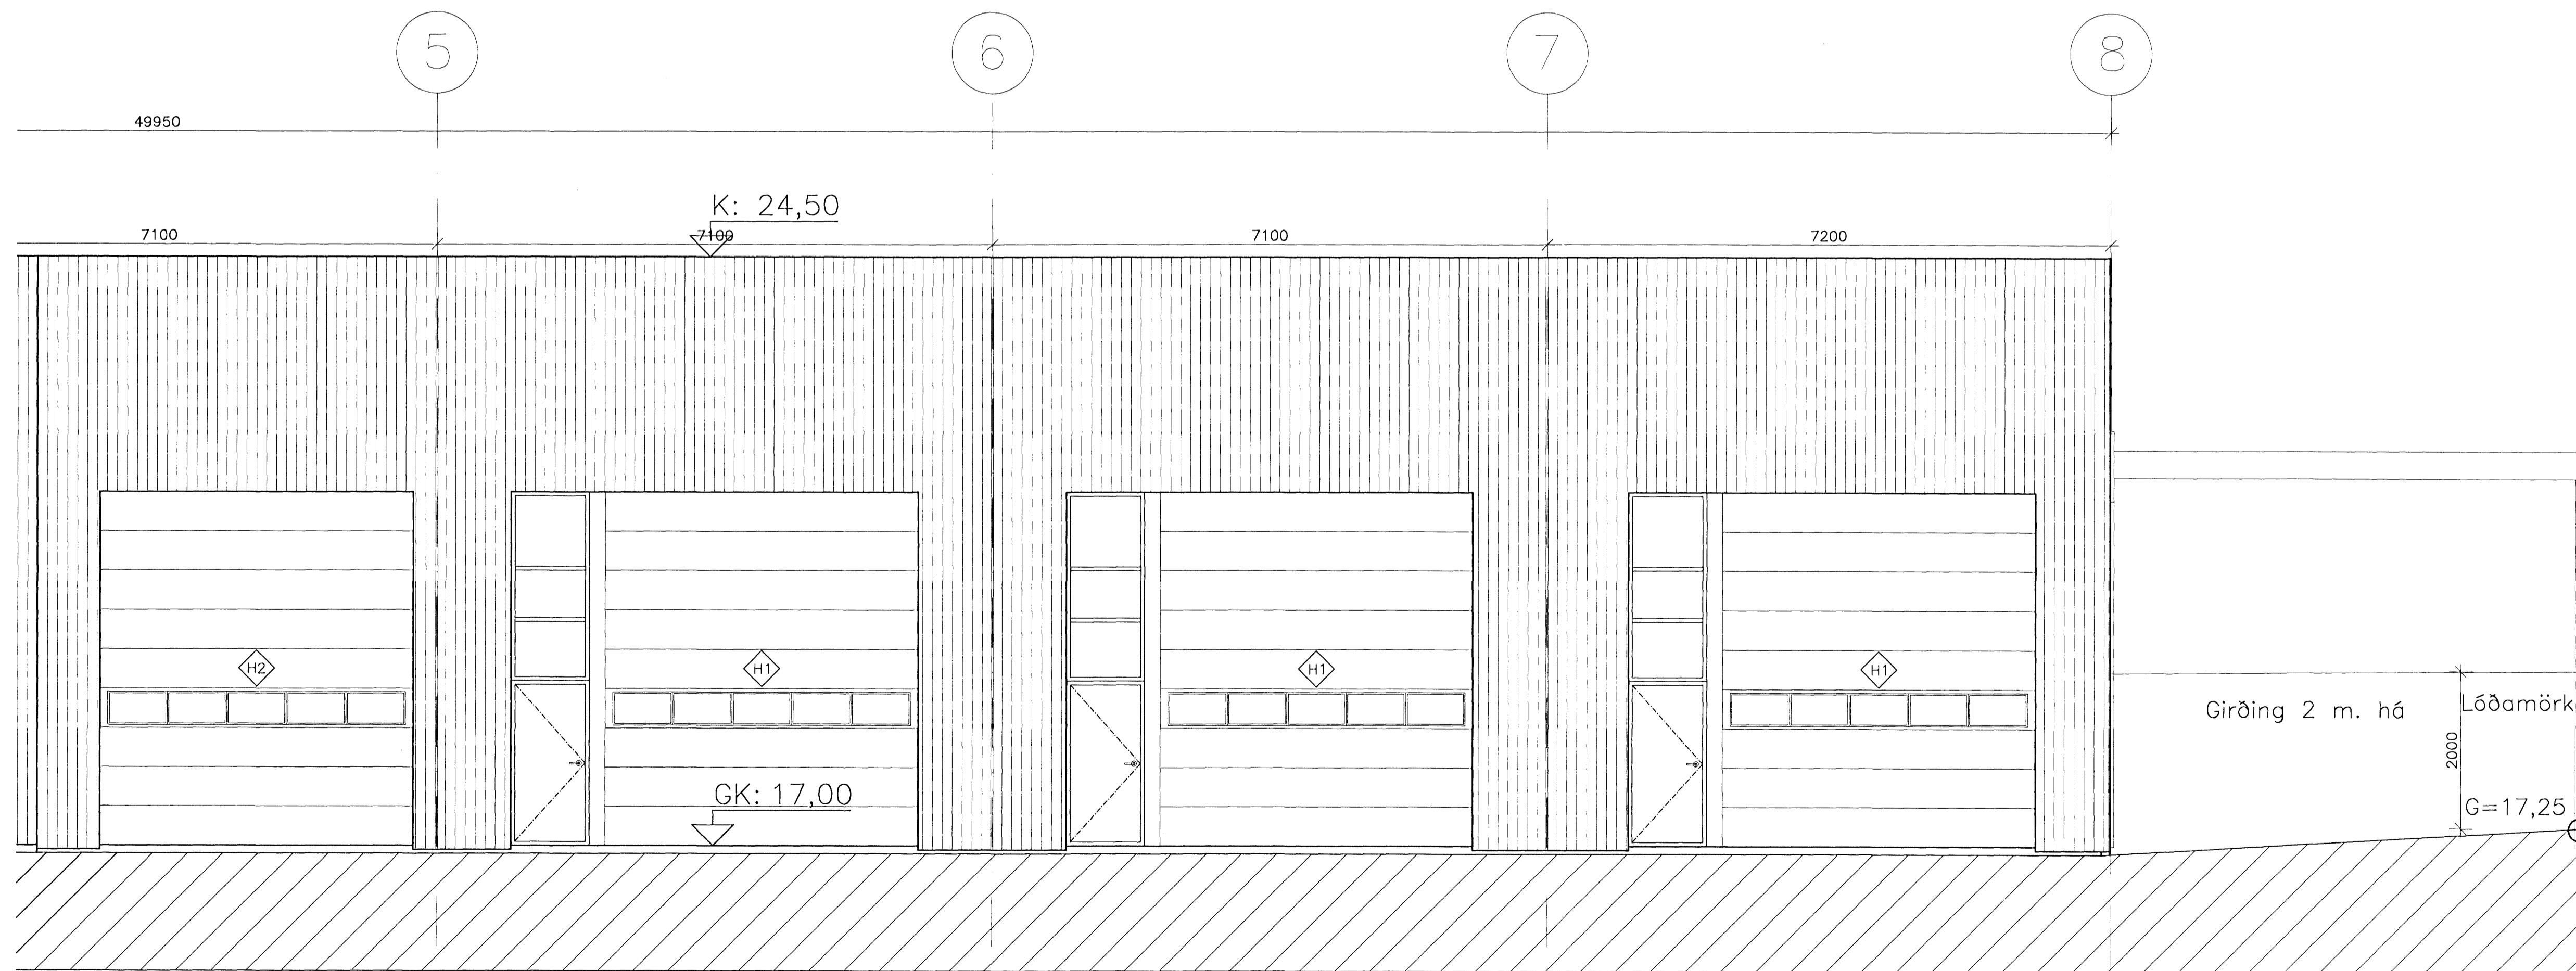 5
6
7
8
49950
K: 24,50
7100
7100
7100
7200
H2
H1
H1
H1
Girðing 2 m. há
Lóðamörk
2000
GK: 17,00
G=17,25